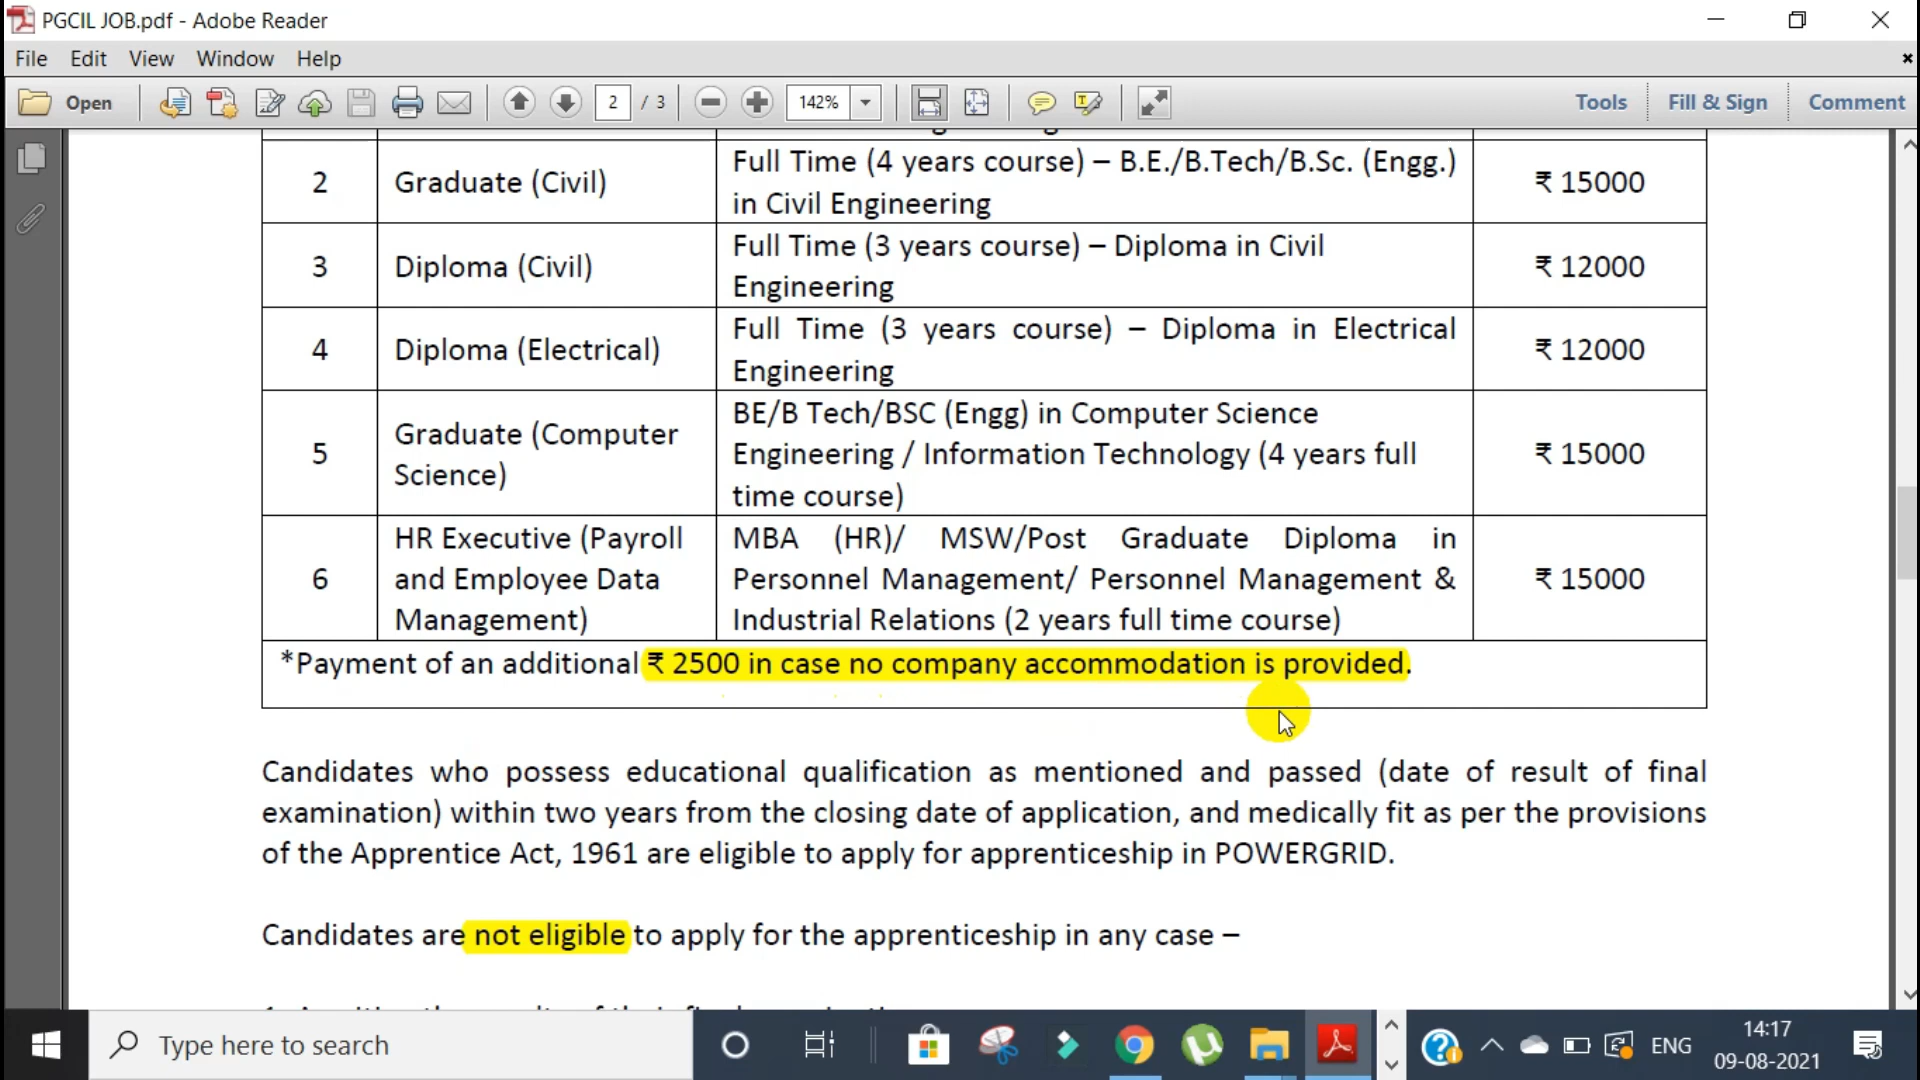 PGCIL JOB.pdf - Adobe Reader
File Edit View Window Help
Open 2 / 3 142% Tools Fill & Sign Comment
2 Graduate (Civil) Full Time (4 years course) – B.E./B.Tech/B.Sc. (Engg.) ₹ 15000
in Civil Engineering
3 Diploma (Civil) Full Time (3 years course) – Diploma in Civil ₹ 12000
Engineering
4 Diploma (Electrical) Full Time (3 years course) – Diploma in Electrical ₹ 12000
Engineering
5 Graduate (Computer BE/B Tech/BSC (Engg) in Computer Science ₹ 15000
Science) Engineering / Information Technology (4 years full
time course)
6 HR Executive (Payroll MBA (HR)/ MSW/Post Graduate Diploma in ₹ 15000
and Employee Data Personnel Management/ Personnel Management &
Management) Industrial Relations (2 years full time course)
*Payment of an additional ₹ 2500 in case no company accommodation is provided.
Candidates who possess educational qualification as mentioned and passed (date of result of final
examination) within two years from the closing date of application, and medically fit as per the provisions
of the Apprentice Act, 1961 are eligible to apply for apprenticeship in POWERGRID.
Candidates are not eligible to apply for the apprenticeship in any case –
Type here to search ENG 14:17
09-08-2021